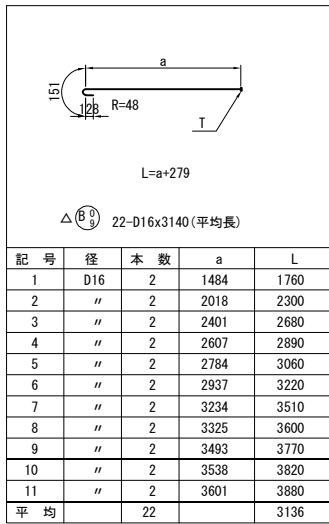 a
151
128
R=48
T
L=a+279
△ B 0 9 22-D16x3140(平均長)
記 号 径 本 数 a L
1 D16 2 1484 1760
2 〃 2 2018 2300
3 〃 2 2401 2680
4 〃 2 2607 2890
5 〃 2 2784 3060
6 〃 2 2937 3220
7 〃 2 3234 3510
8 〃 2 3325 3600
9 〃 2 3493 3770
10 〃 2 3538 3820
11 〃 2 3601 3880
平 均 22 3136